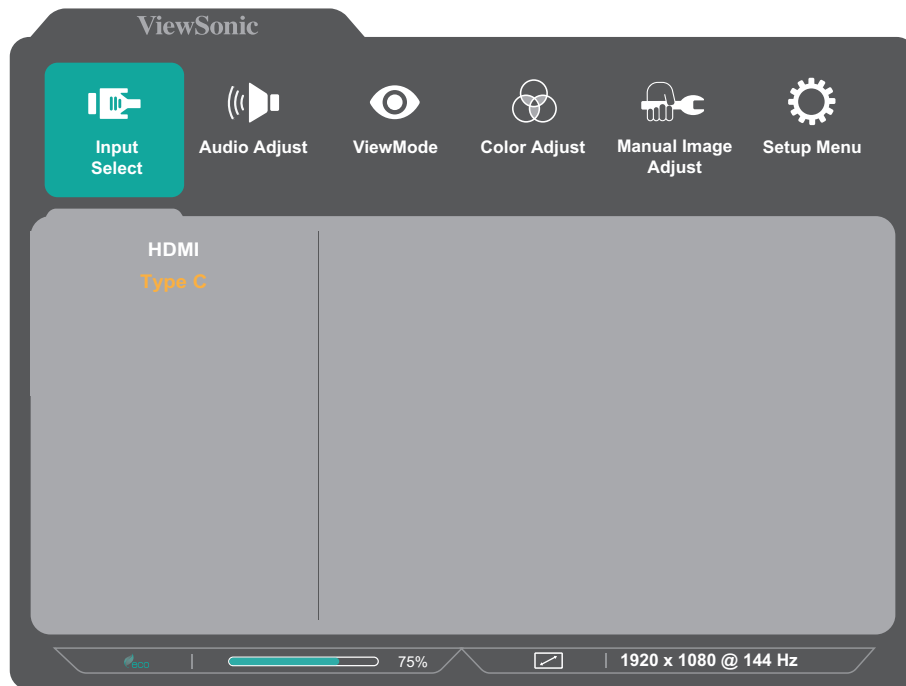 ViewSonic
Input
Select
Audio Adjust
ViewMode
Color Adjust
Manual Image
Adjust
Setup Menu
HDMI
Type C
eco
75%
1920 x 1080 @ 144 Hz